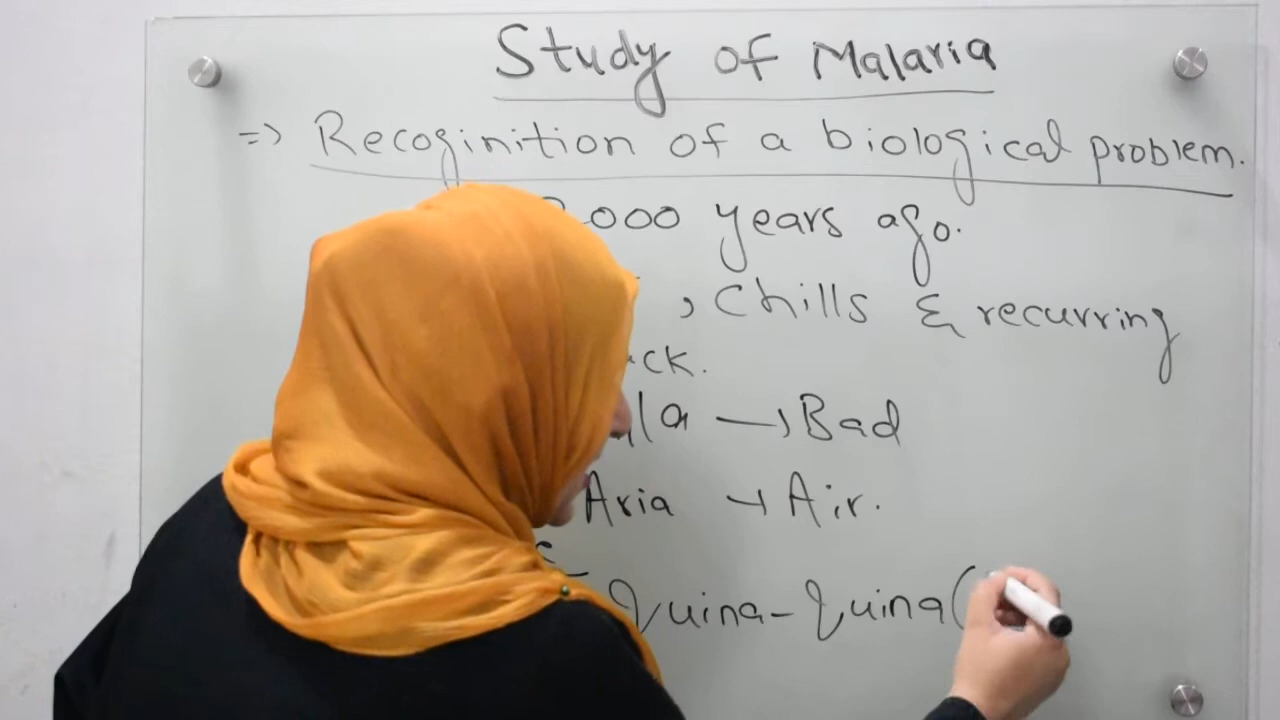 Study of Malaria
=> Recoginition of a biological problem.
000 years ago.
, Chills & recurring
ck.
la → Bad
Aria → Air.
Quina-Quina(